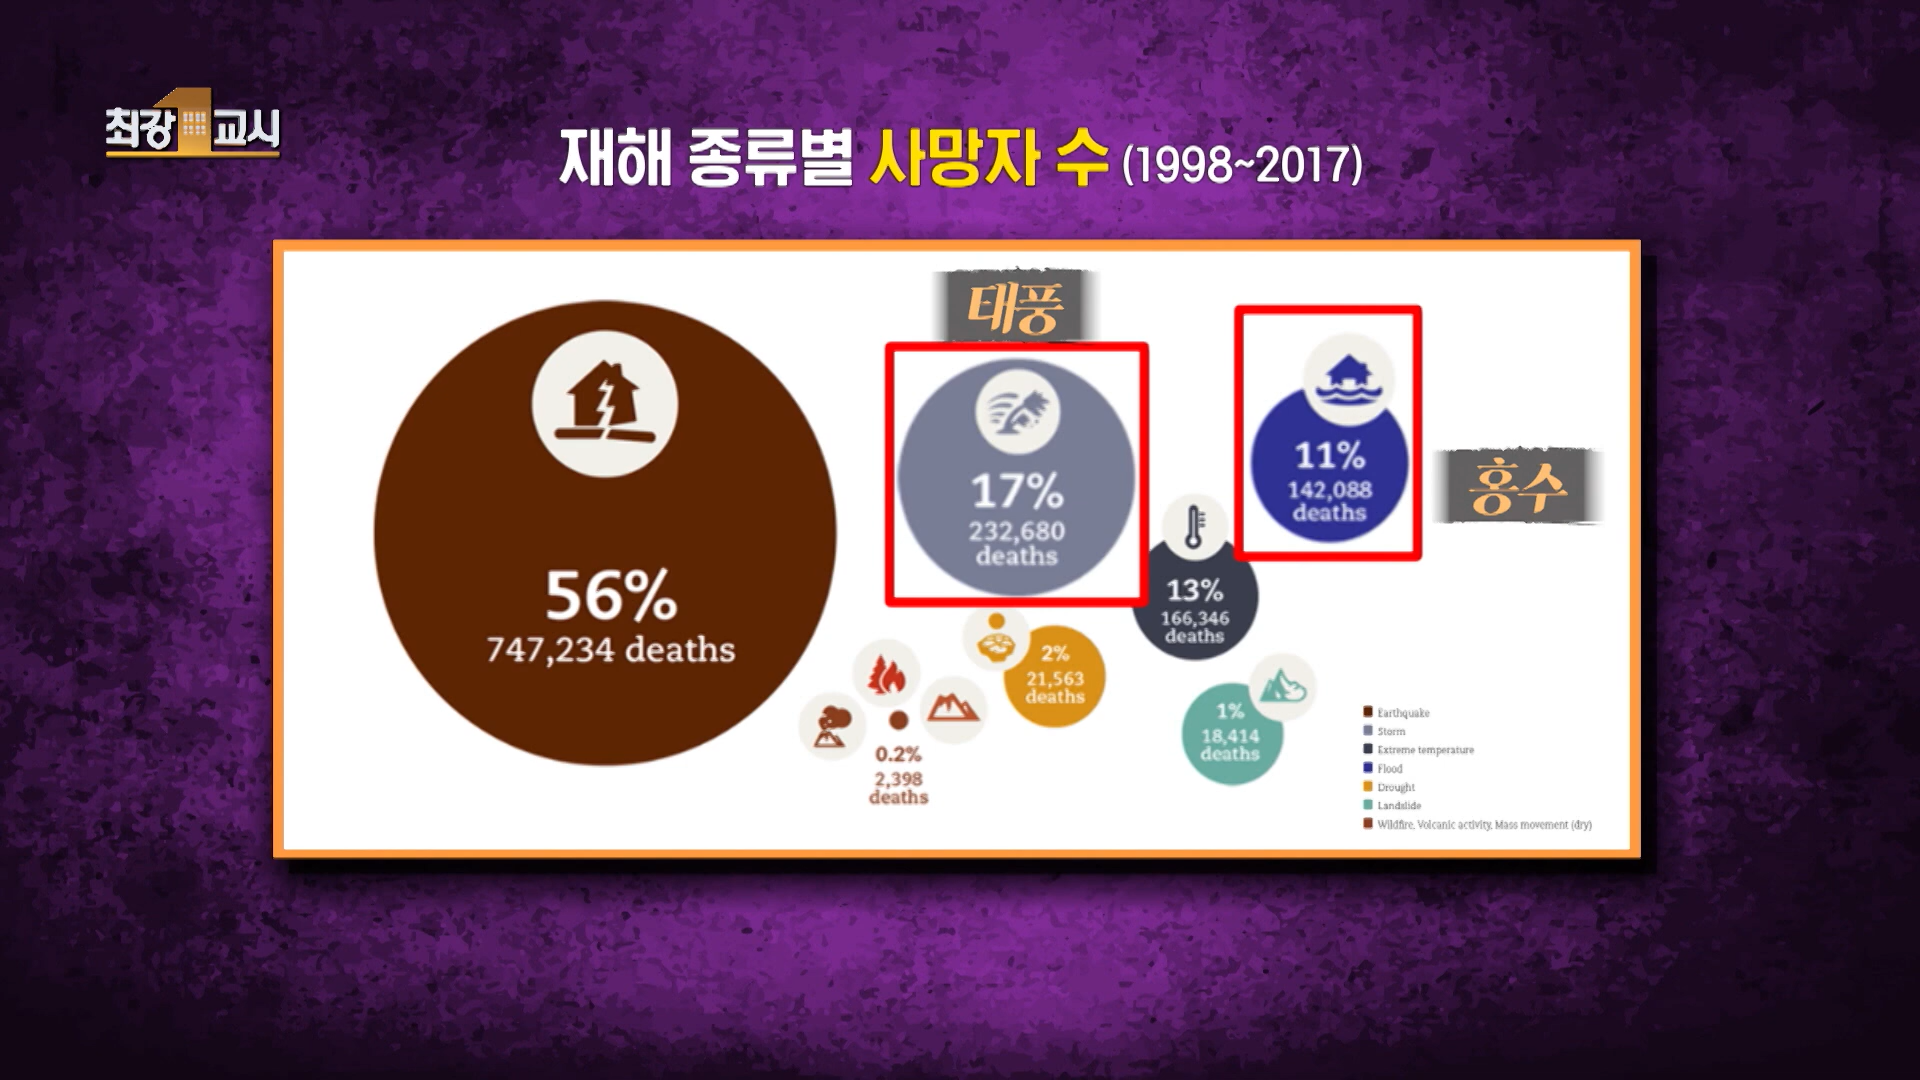 최강1교시
재해 종류별 사망자 수 (1998~2017)
태풍
홍수
56%
747,234 deaths
17%
232,680
deaths
11%
142,088
deaths
13%
166,346
deaths
2%
21,563
deaths
0.2%
2,398
deaths
1%
18,414
deaths
Earthquake
Storm
Extreme temperature
Flood
Drought
Landslide
Wildfire, Volcanic activity, Mass movement (dry)